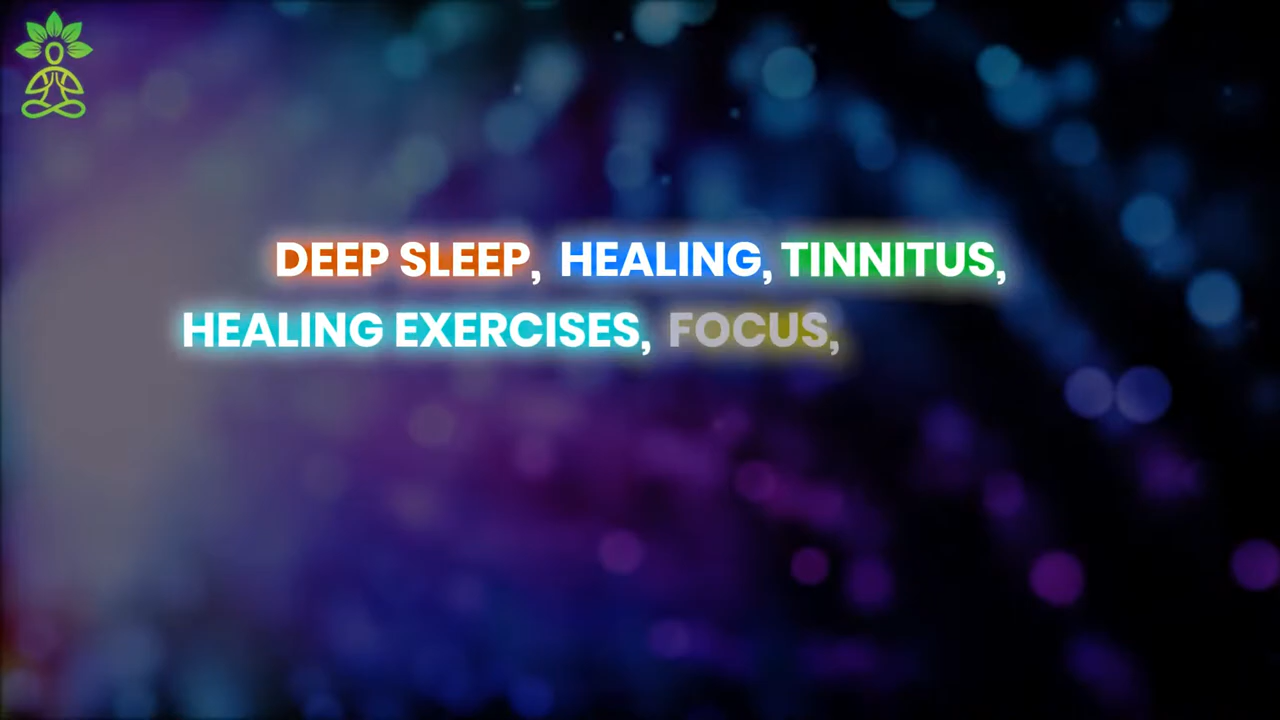 DEEP SLEEP, HEALING, TINNITUS,
HEALING EXERCISES, FOCUS,